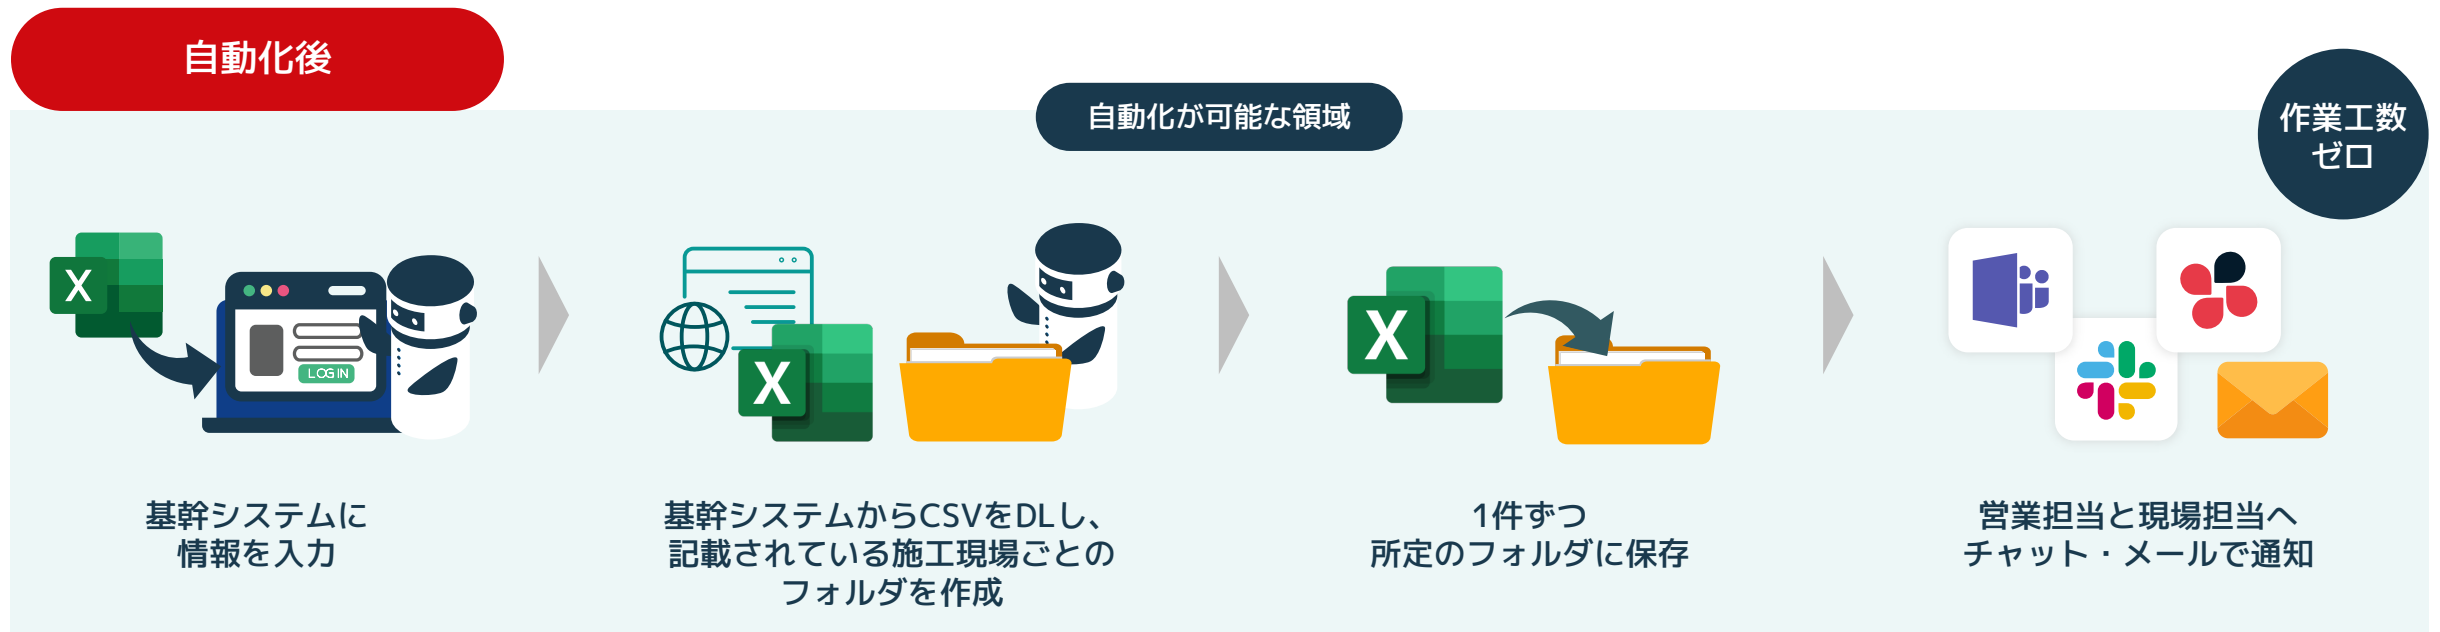 自動化後
自動化が可能な領域
作業工数
ゼロ
X
LOG IN
X
X
基幹システムに
情報を入力
基幹システムからCSVをDLし、
記載されている施工現場ごとの
フォルダを作成
1件ずつ
所定のフォルダに保存
営業担当と現場担当へ
チャット・メールで通知